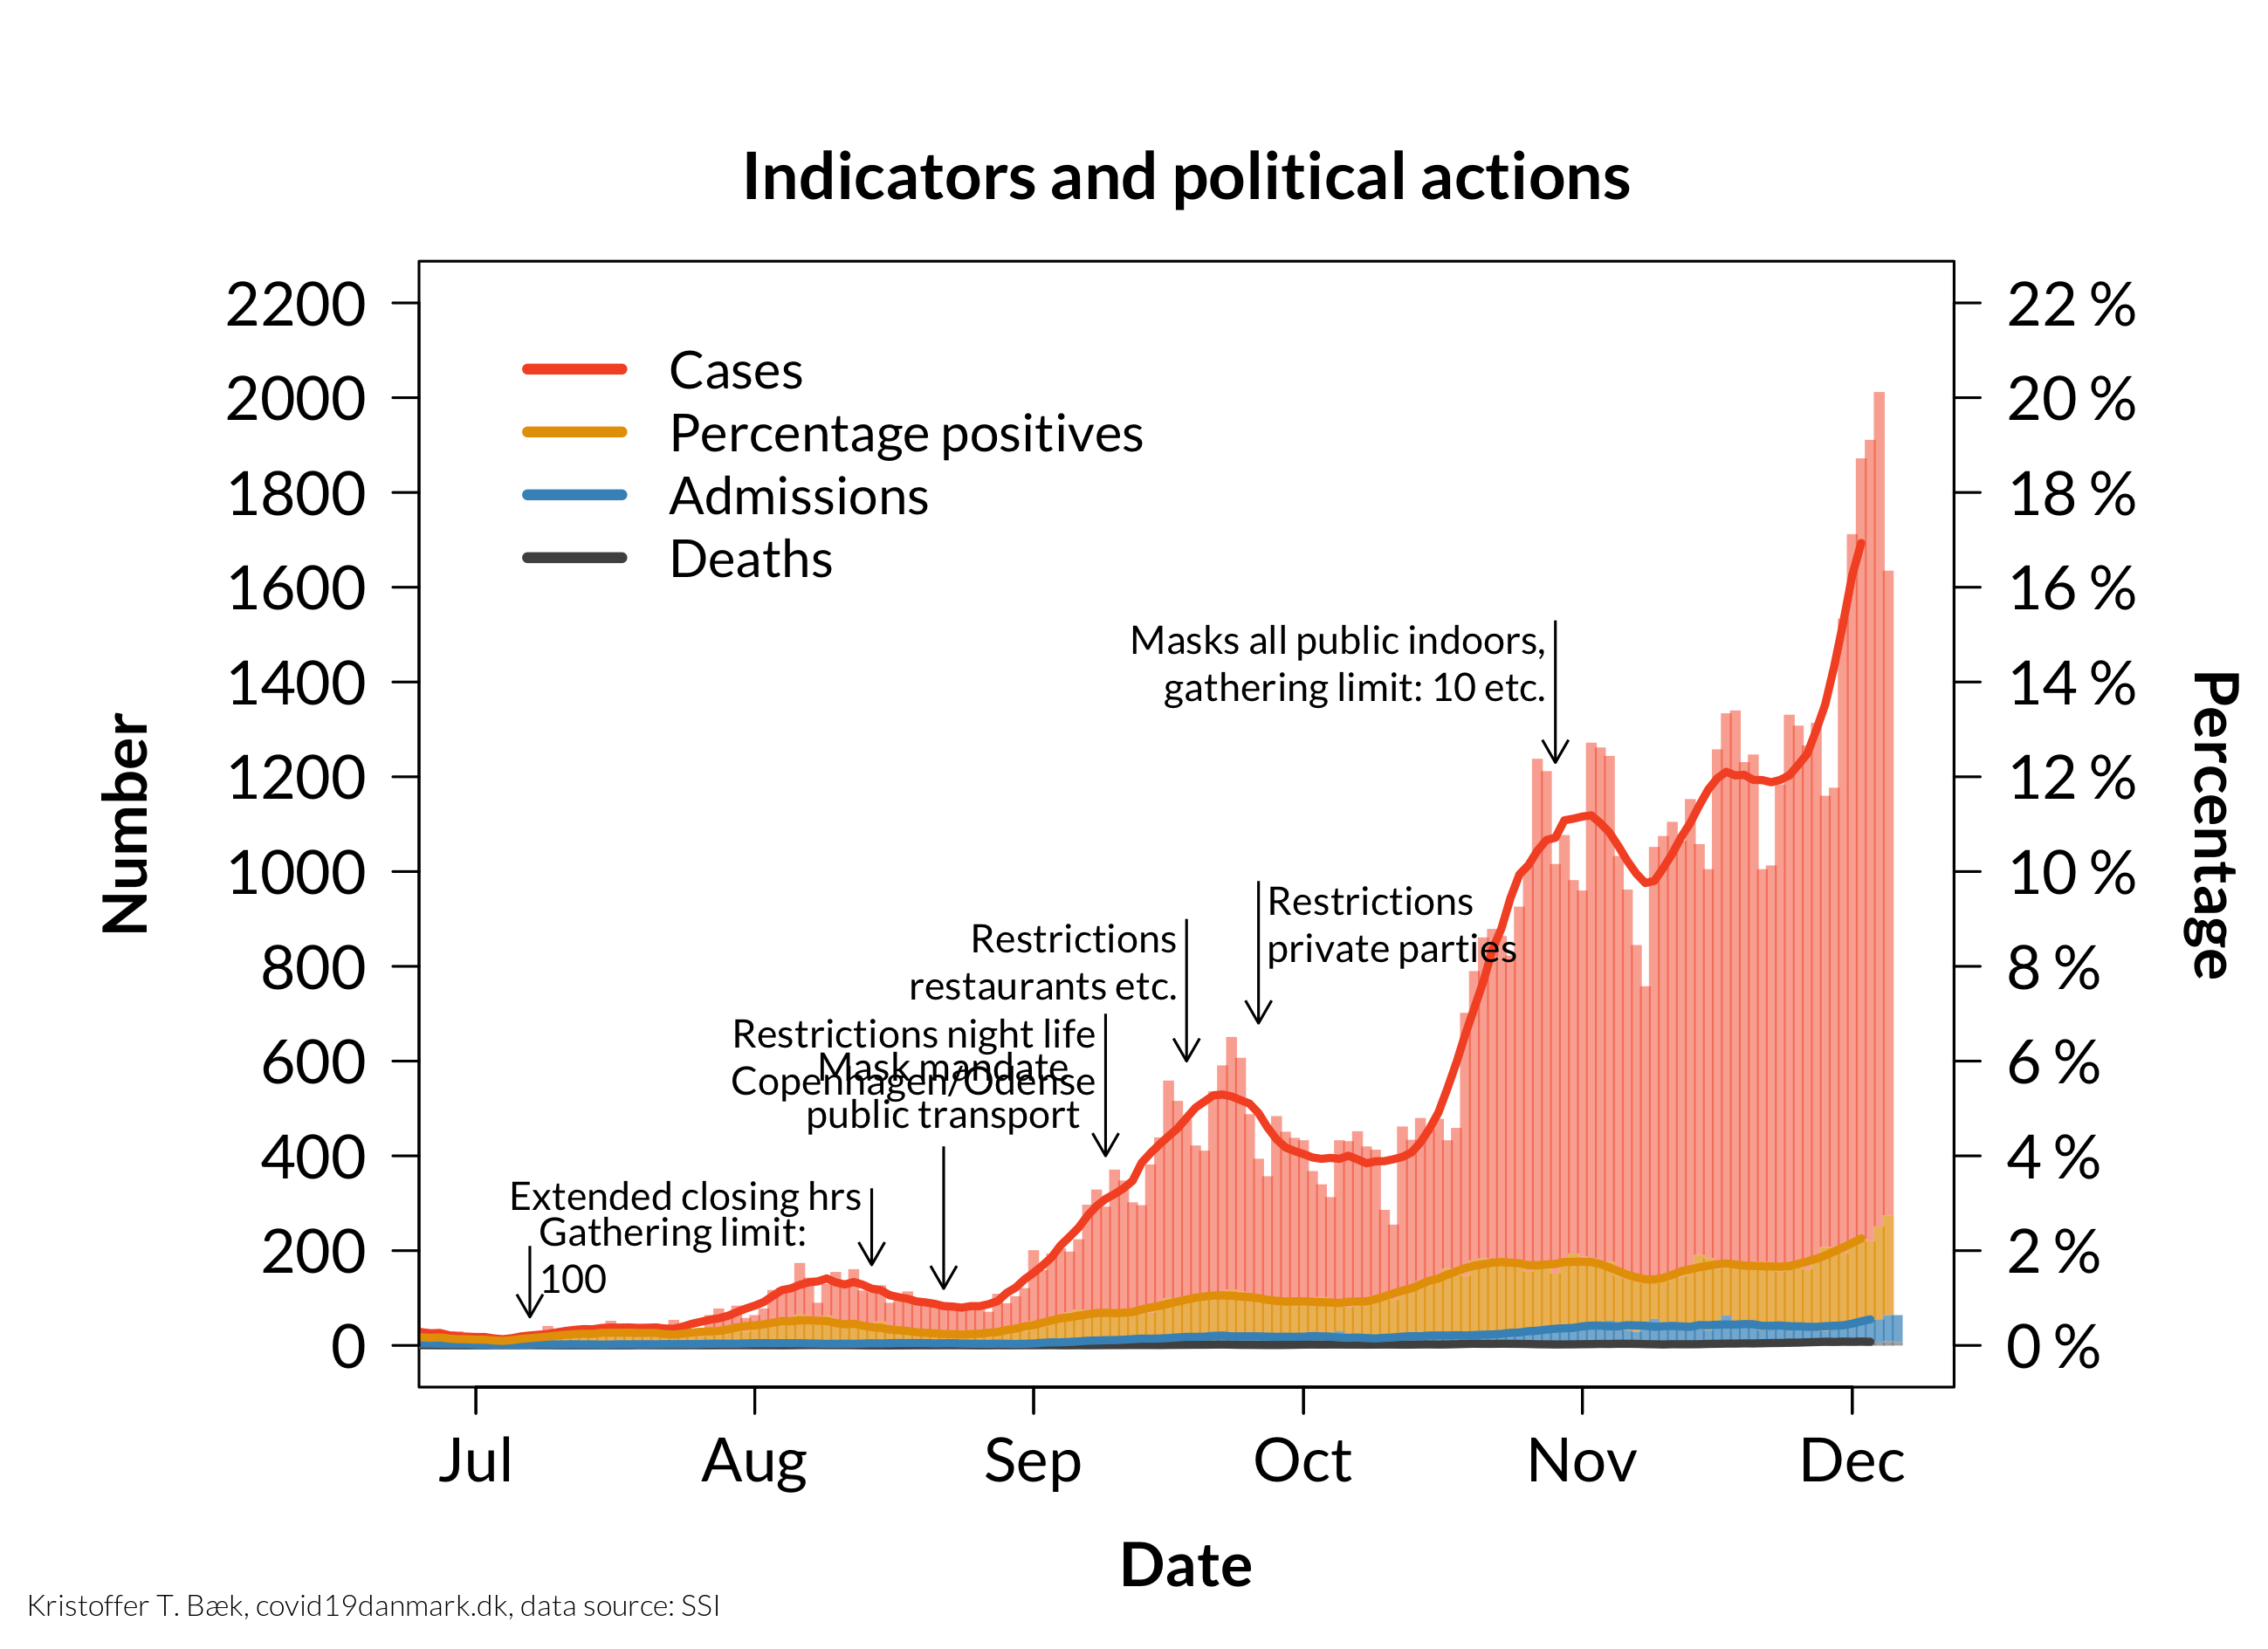 Indicators and political actions
2200
2000
1800
1600
1400
1200
1000
800
600
400
200
0
Number
Cases
Percentage positives
Admissions
Deaths
Masks all public indoors,
gathering limit: 10 etc.
Restrictions
private parties
Restrictions
restaurants etc.
Restrictions night life
Copenhagen/Odense
Mask mandate
public transport
Extended closing hrs
Gathering limit:
100
22 %
20 %
18 %
16 %
14 %
12 %
10 %
8 %
6 %
4 %
2 %
0 %
Percentage
Jul Aug Sep Oct Nov Dec
Date
Kristoffer T. Bæk, covid19danmark.dk, data source: SSI